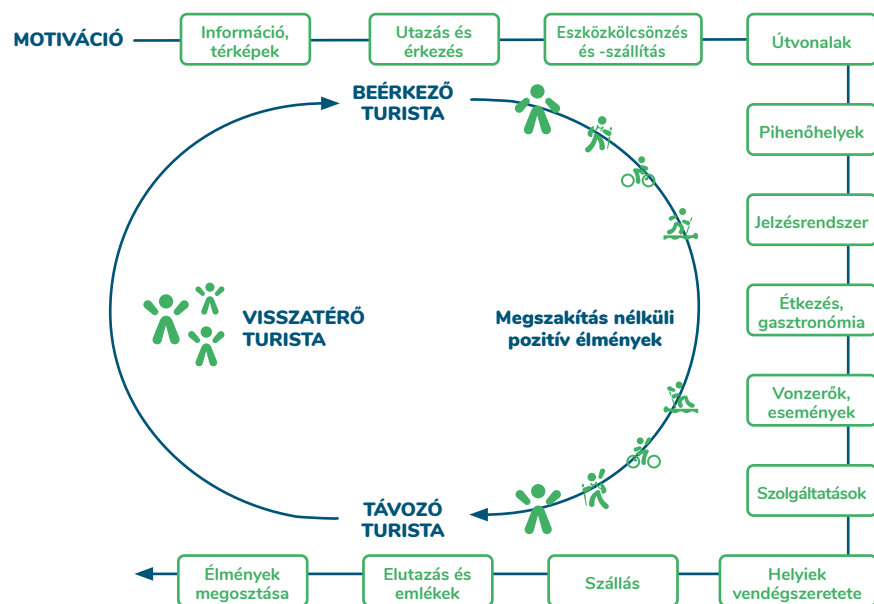 MOTIVÁCIÓ
Információ,
térképek
Utazás és
érkezés
Eszközkölcsönzés
és -szállítás
Útvonalak
Pihenőhelyek
Jelzésrendszer
Étkezés,
gasztronómia
Vonzerők,
események
Szolgáltatások
Helyiek
vendégszeretete
Szállás
Elutazás és
emlékek
Élmények
megosztása
BEÉRKEZŐ
TURISTA
Megszakítás nélküli
pozitív élmények
TÁVOZÓ
TURISTA
VISSZATÉRŐ
TURISTA